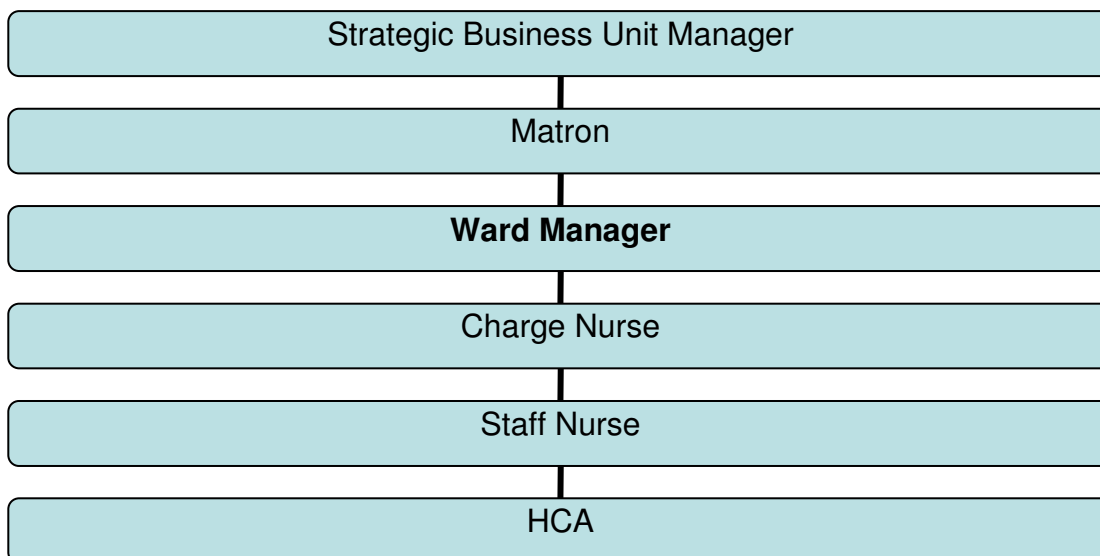 Strategic Business Unit Manager
Matron
Ward Manager
Charge Nurse
Staff Nurse
HCA